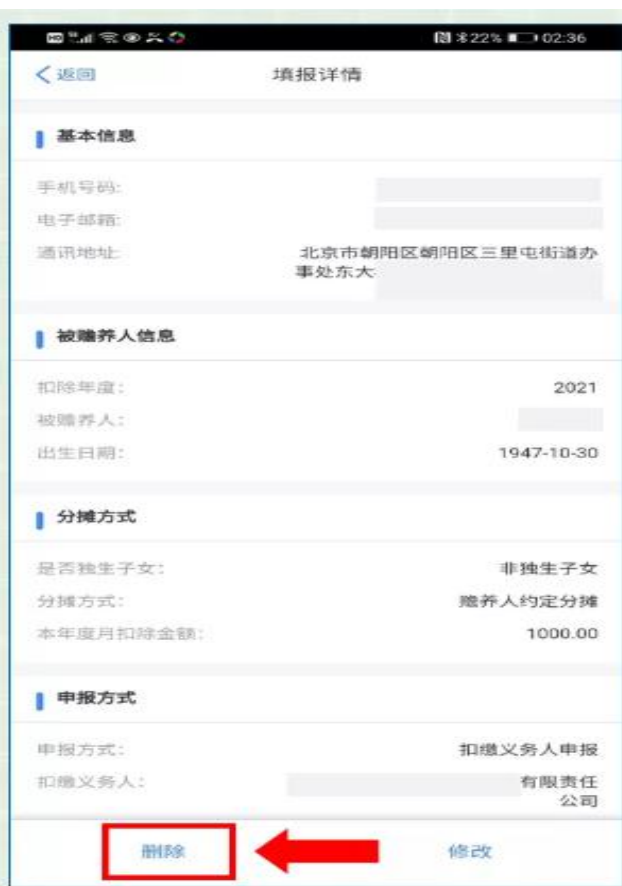 22% 02:36
返回 填报详情
基本信息
手机号码:
电子邮箱:
通讯地址: 北京市朝阳区朝阳区三里屯街道办
事处东大
被赡养人信息
扣除年度: 2021
被赡养人:
出生日期: 1947-10-30
分摊方式
是否独生子女: 非独生子女
分摊方式: 赡养人约定分摊
本年度月扣除金额: 1000.00
申报方式
申报方式: 扣缴义务人申报
扣缴义务人: 有限责任
公司
删除 修改